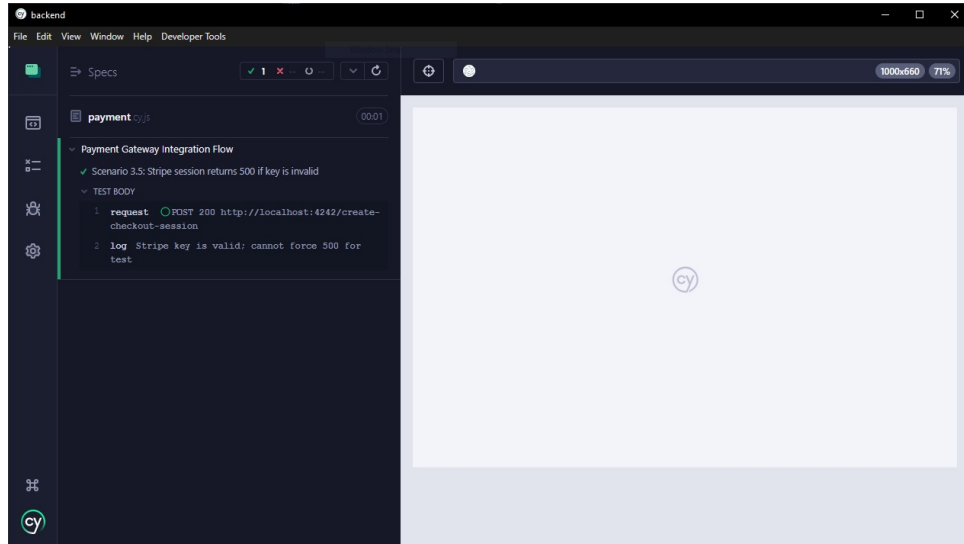 backend
File Edit View Window Help Developer Tools
Specs
1
--
--
1000x660
71%
payment.cy.js
00:01
Payment Gateway Integration Flow
Scenario 3.5: Stripe session returns 500 if key is invalid
TEST BODY
1 request POST 200 http://localhost:4242/create-
checkout-session
2 log Stripe key is valid; cannot force 500 for
test
cy
cy